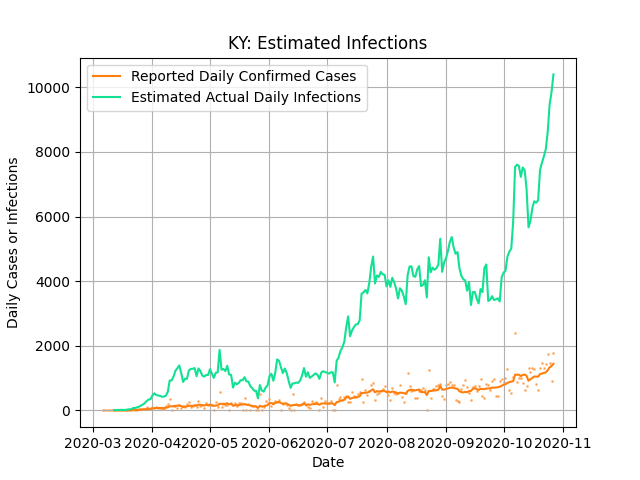 KY: Estimated Infections
Reported Daily Confirmed Cases
Estimated Actual Daily Infections
10000
8000
6000
4000
2000
0
Daily Cases or Infections
2020-03 2020-04 2020-05 2020-06 2020-07 2020-08 2020-09 2020-10 2020-11
Date